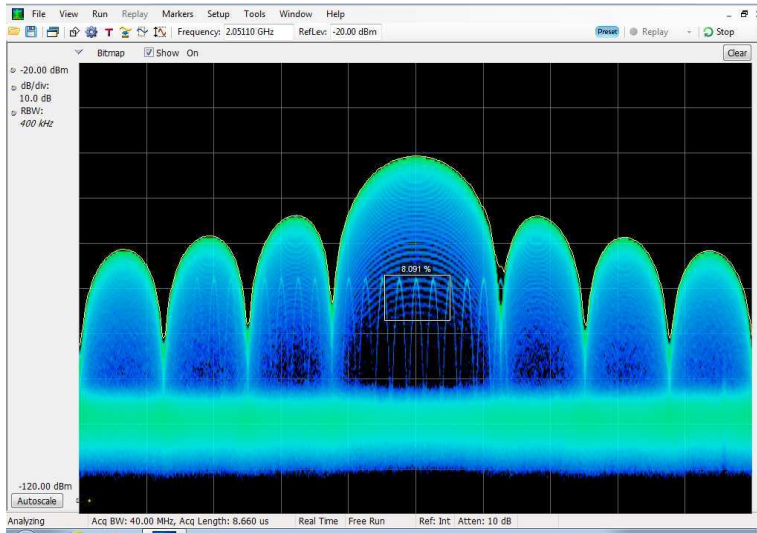 File View Run Replay Markers Setup Tools Window Help
T Frequency: 2.05110 GHz RefLev: -20.00 dBm Preset Replay Stop
Bitmap Show On Clear
-20.00 dBm
dB/div:
10.0 dB
RBW:
400 kHz
8.091 %
-120.00 dBm
Autoscale
Analyzing Acq BW: 40.00 MHz, Acq Length: 8.660 us Real Time Free Run Ref: Int Atten: 10 dB